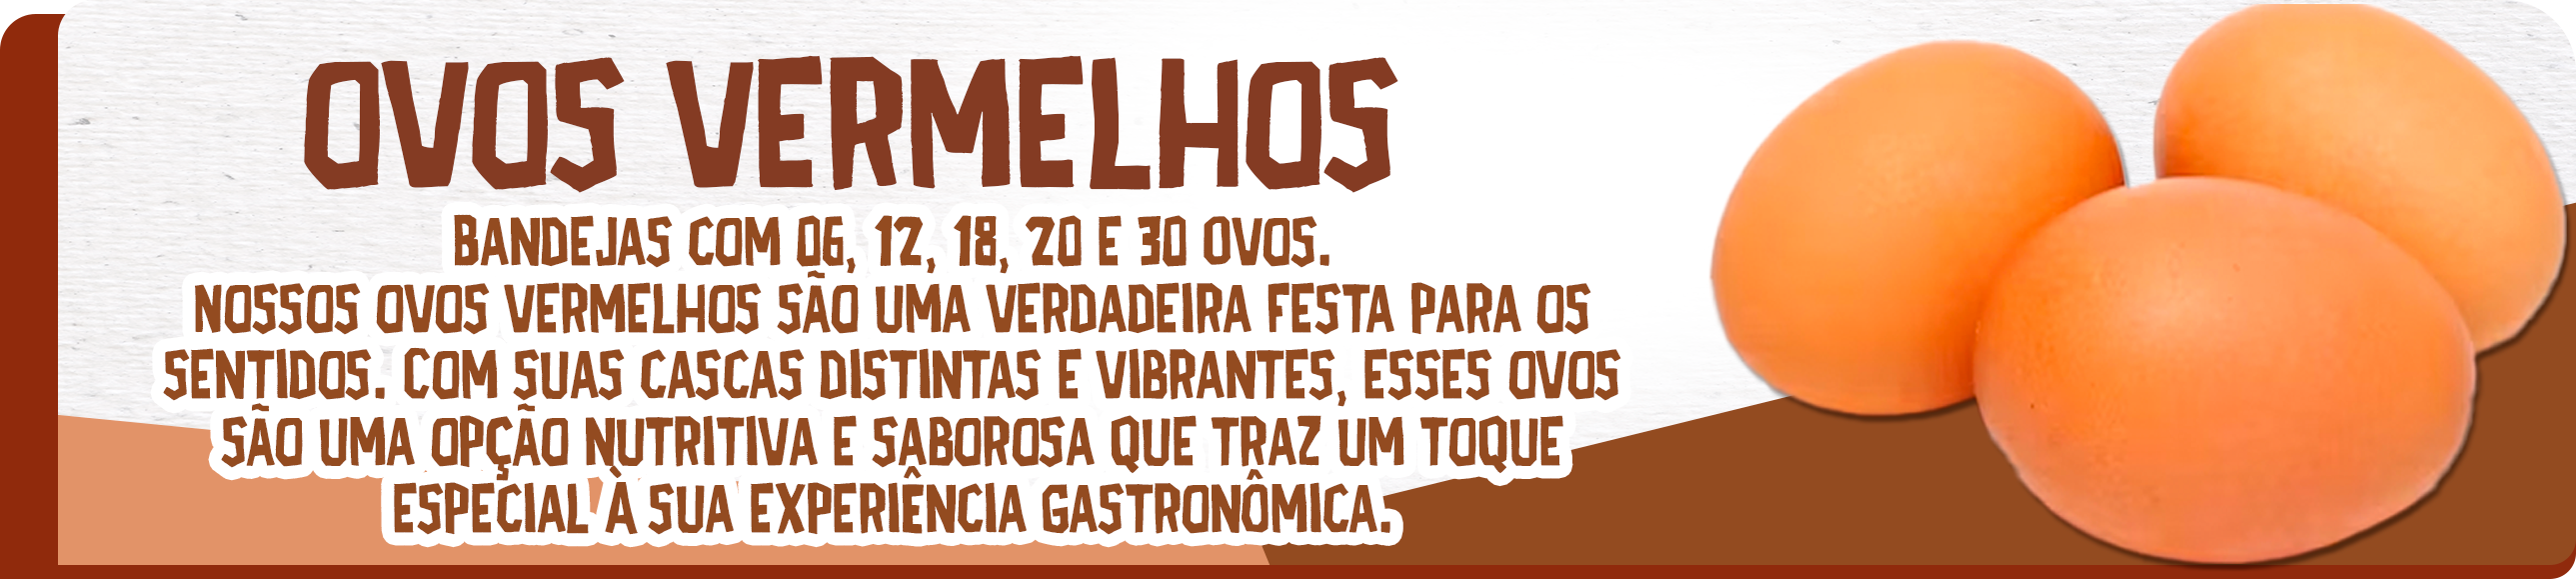 OVOS VERMELHOS
BANDEJAS COM 06, 12, 18, 20 E 30 OVOS.
NOSSOS OVOS VERMELHOS SÃO UMA VERDADEIRA FESTA PARA OS
SENTIDOS. COM SUAS CASCAS DISTINTAS E VIBRANTES, ESSES OVOS
SÃO UMA OPÇÃO NUTRITIVA E SABOROSA QUE TRAZ UM TOQUE
ESPECIAL À SUA EXPERIÊNCIA GASTRONÔMICA.